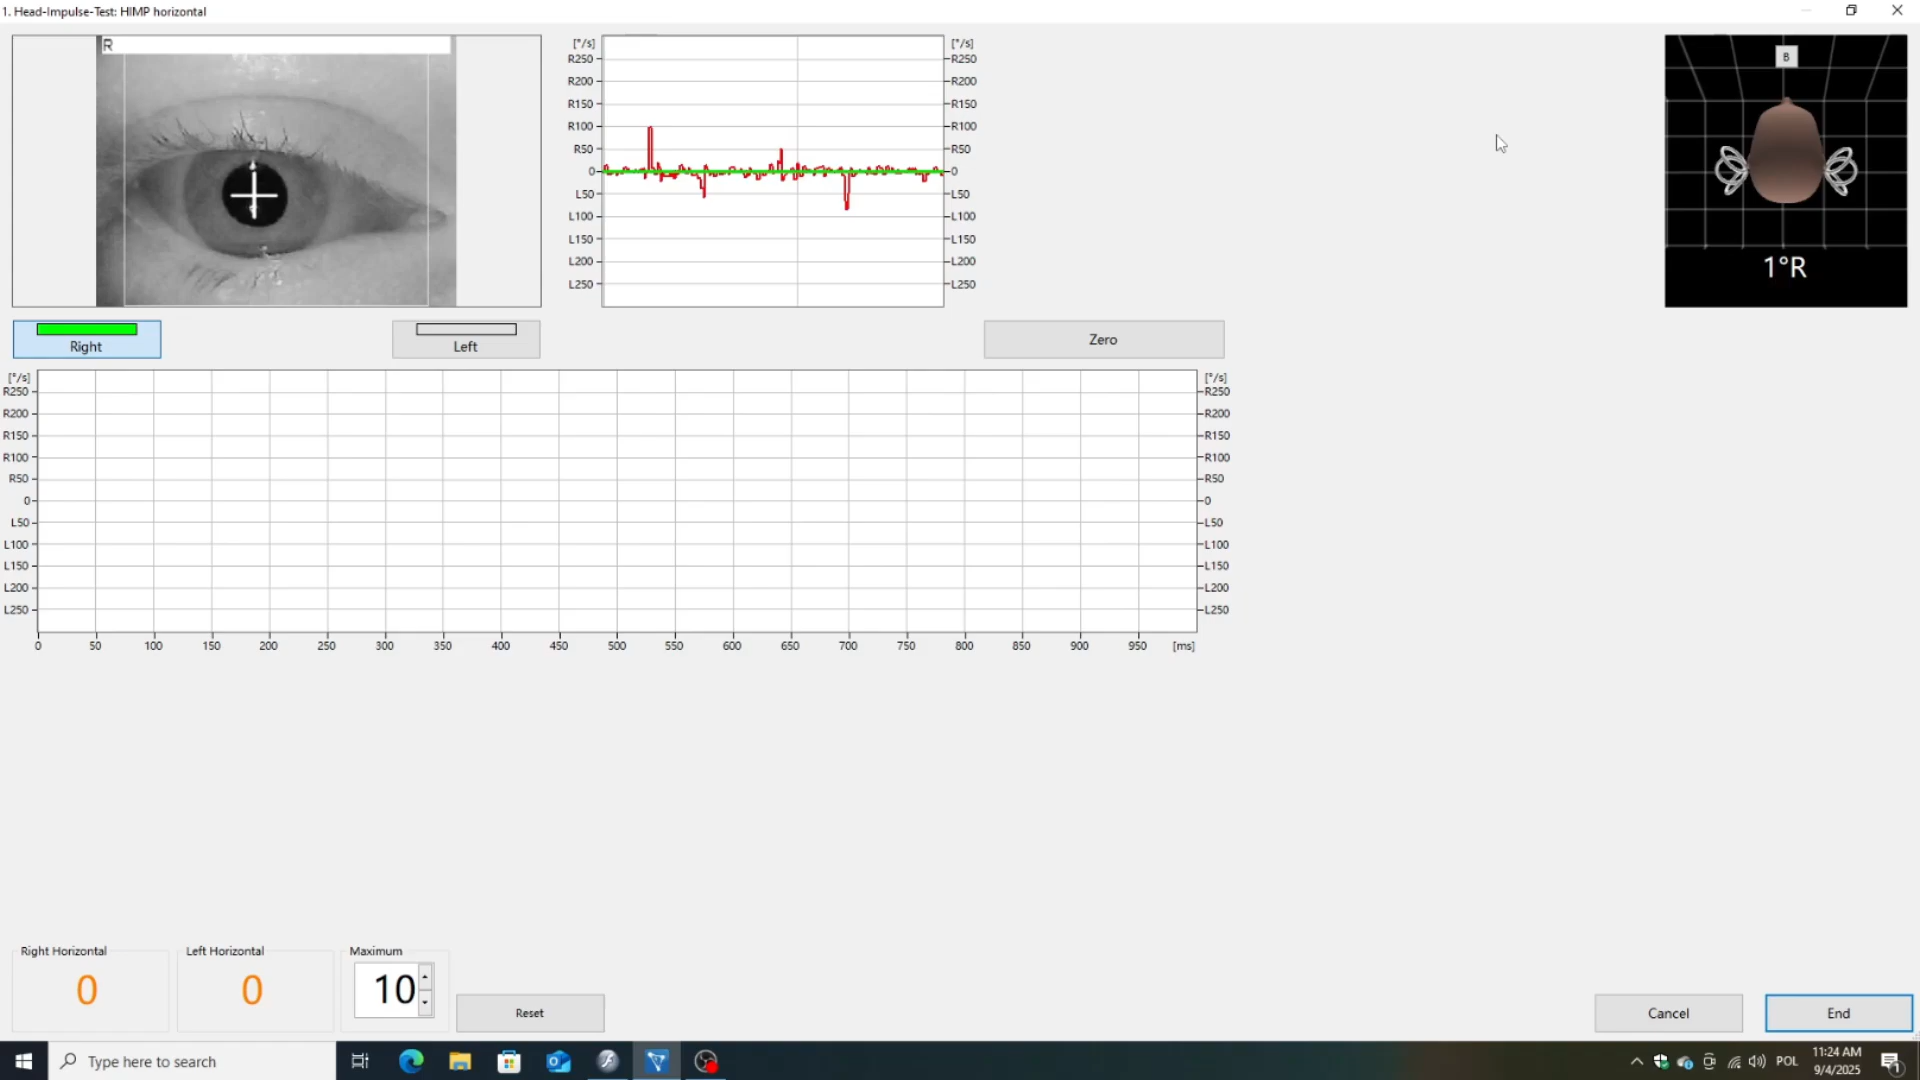 1. Head-Impulse-Test: HIMP horizontal
R
[°/s]
R250
R200
R150
R100
R50
0
L50
L100
L150
L200
L250
[°/s]
R250
R200
R150
R100
R50
0
L50
L100
L150
L200
L250
B
1°R
Right
Left
Zero
[°/s]
R250
R200
R150
R100
R50
0
L50
L100
L150
L200
L250
[°/s]
R250
R200
R150
R100
R50
0
L50
L100
L150
L200
L250
0 50 100 150 200 250 300 350 400 450 500 550 600 650 700 750 800 850 900 950 [ms]
Right Horizontal
0
Left Horizontal
0
Maximum
10
Reset
Cancel
End
Type here to search
POL
11:24 AM
9/4/2025
1